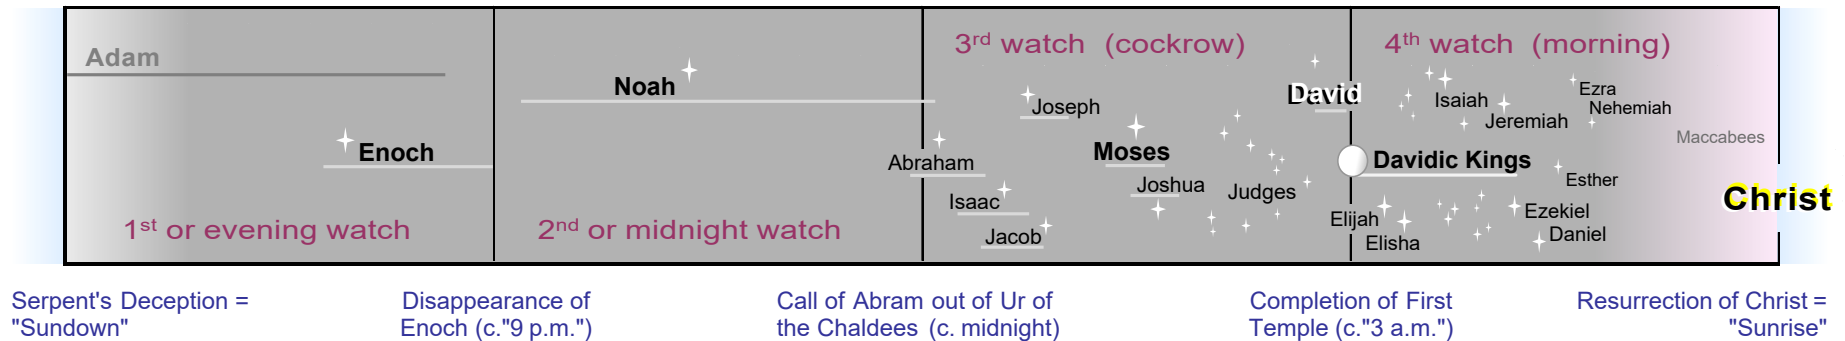 Adam
Enoch
1st or evening watch
Noah
2nd or midnight watch
3rd watch (cockrow)
David
Joseph
Moses
Abraham
Joshua
Judges
Isaac
Jacob
4th watch (morning)
Ezra
Isaiah
Nehemiah
Jeremiah
Maccabees
Davidic Kings
Esther
Christ
Elijah
Ezekiel
Elisha
Daniel
Serpent's Deception =
"Sundown"
Disappearance of
Enoch (c."9 p.m.")
Call of Abram out of Ur of
the Chaldees (c. midnight)
Completion of First
Temple (c."3 a.m.")
Resurrection of Christ =
"Sunrise"